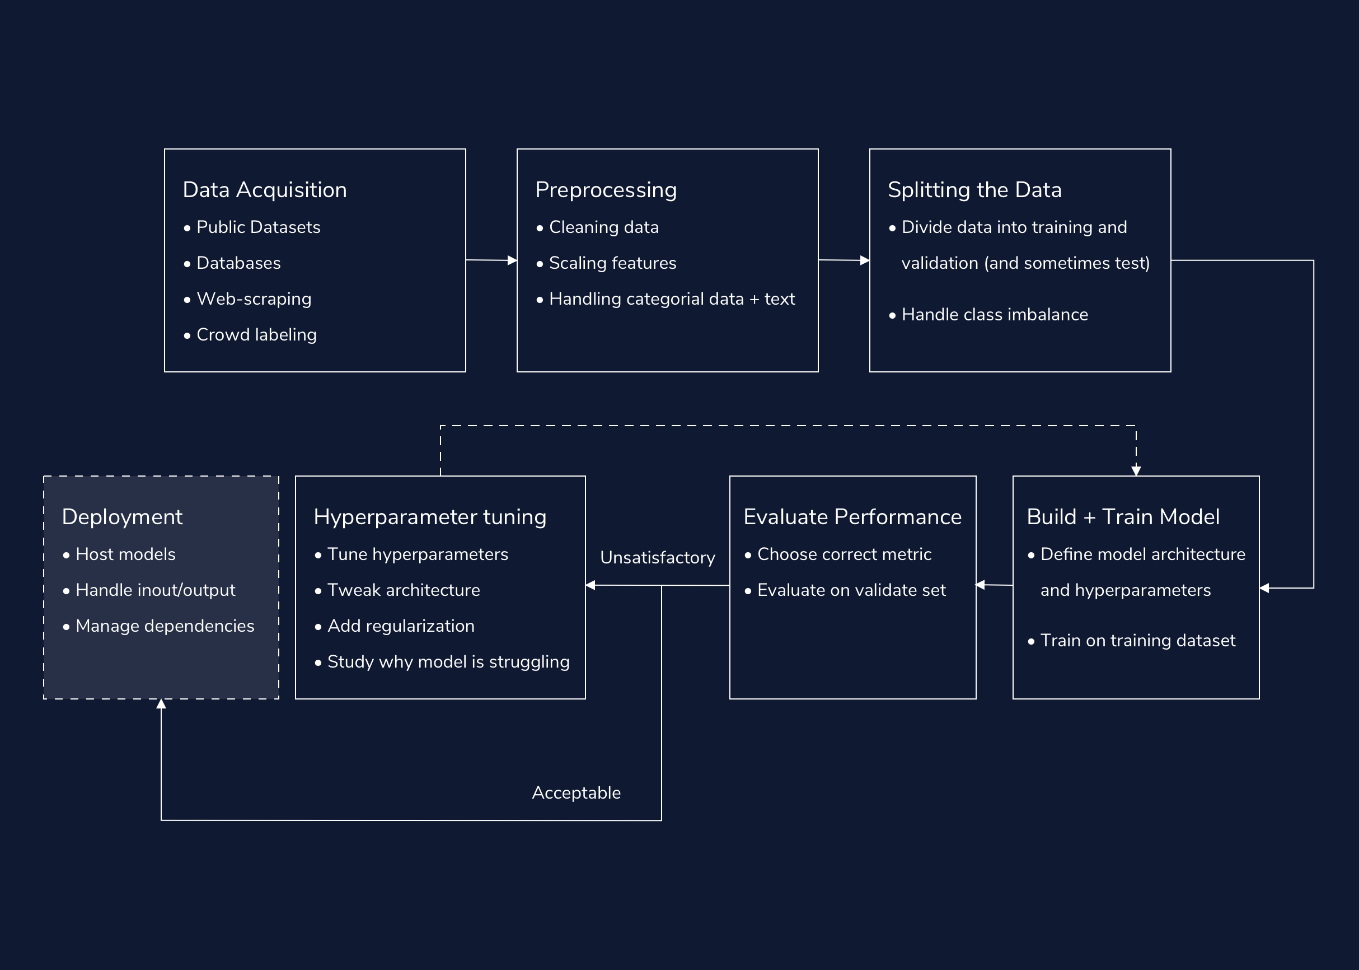 Data Acquisition
• Public Datasets
• Databases
• Web-scraping
• Crowd labeling
Preprocessing
• Cleaning data
• Scaling features
• Handling categorial data + text
Splitting the Data
• Divide data into training and
validation (and sometimes test)
• Handle class imbalance
Deployment
• Host models
• Handle inout/output
• Manage dependencies
Hyperparameter tuning
• Tune hyperparameters
• Tweak architecture
• Add regularization
• Study why model is struggling
Unsatisfactory
Evaluate Performance
• Choose correct metric
• Evaluate on validate set
Build + Train Model
• Define model architecture
and hyperparameters
• Train on training dataset
Acceptable